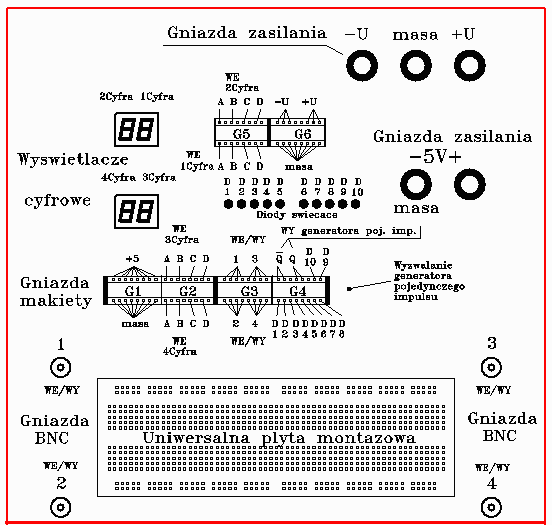 Gniazda zasilania -U masa +U
WE
2Cyfra
2Cyfra 1Cyfra
A B C D -U +U
88
G5 G6
Gniazda zasilania
-5V+
WE
1Cyfra
A B C D masa
Wyswietlacze
cyfrowe
4Cyfra 3Cyfra
88
D D D D D D D D D D
1 2 3 4 5 6 7 8 9 10
Diody swiecace
masa
WE
3Cyfra
WE/WY
WY generatora poj. imp.
+5 A B C D 1 3 Q Q D D
10 9
Gniazda
makiety
G1 G2 G3 G4
Wyzwalanie
generatora
pojedynczego
impulsu
masa A B C D 2 4 D D D D D D D D
1 2 3 4 5 6 7 8
WE
4Cyfra
WE/WY
1
WE/WY
3
WE/WY
Gniazda
BNC
Uniwersalna plyta montazowa
Gniazda
BNC
WE/WY
2
WE/WY
4